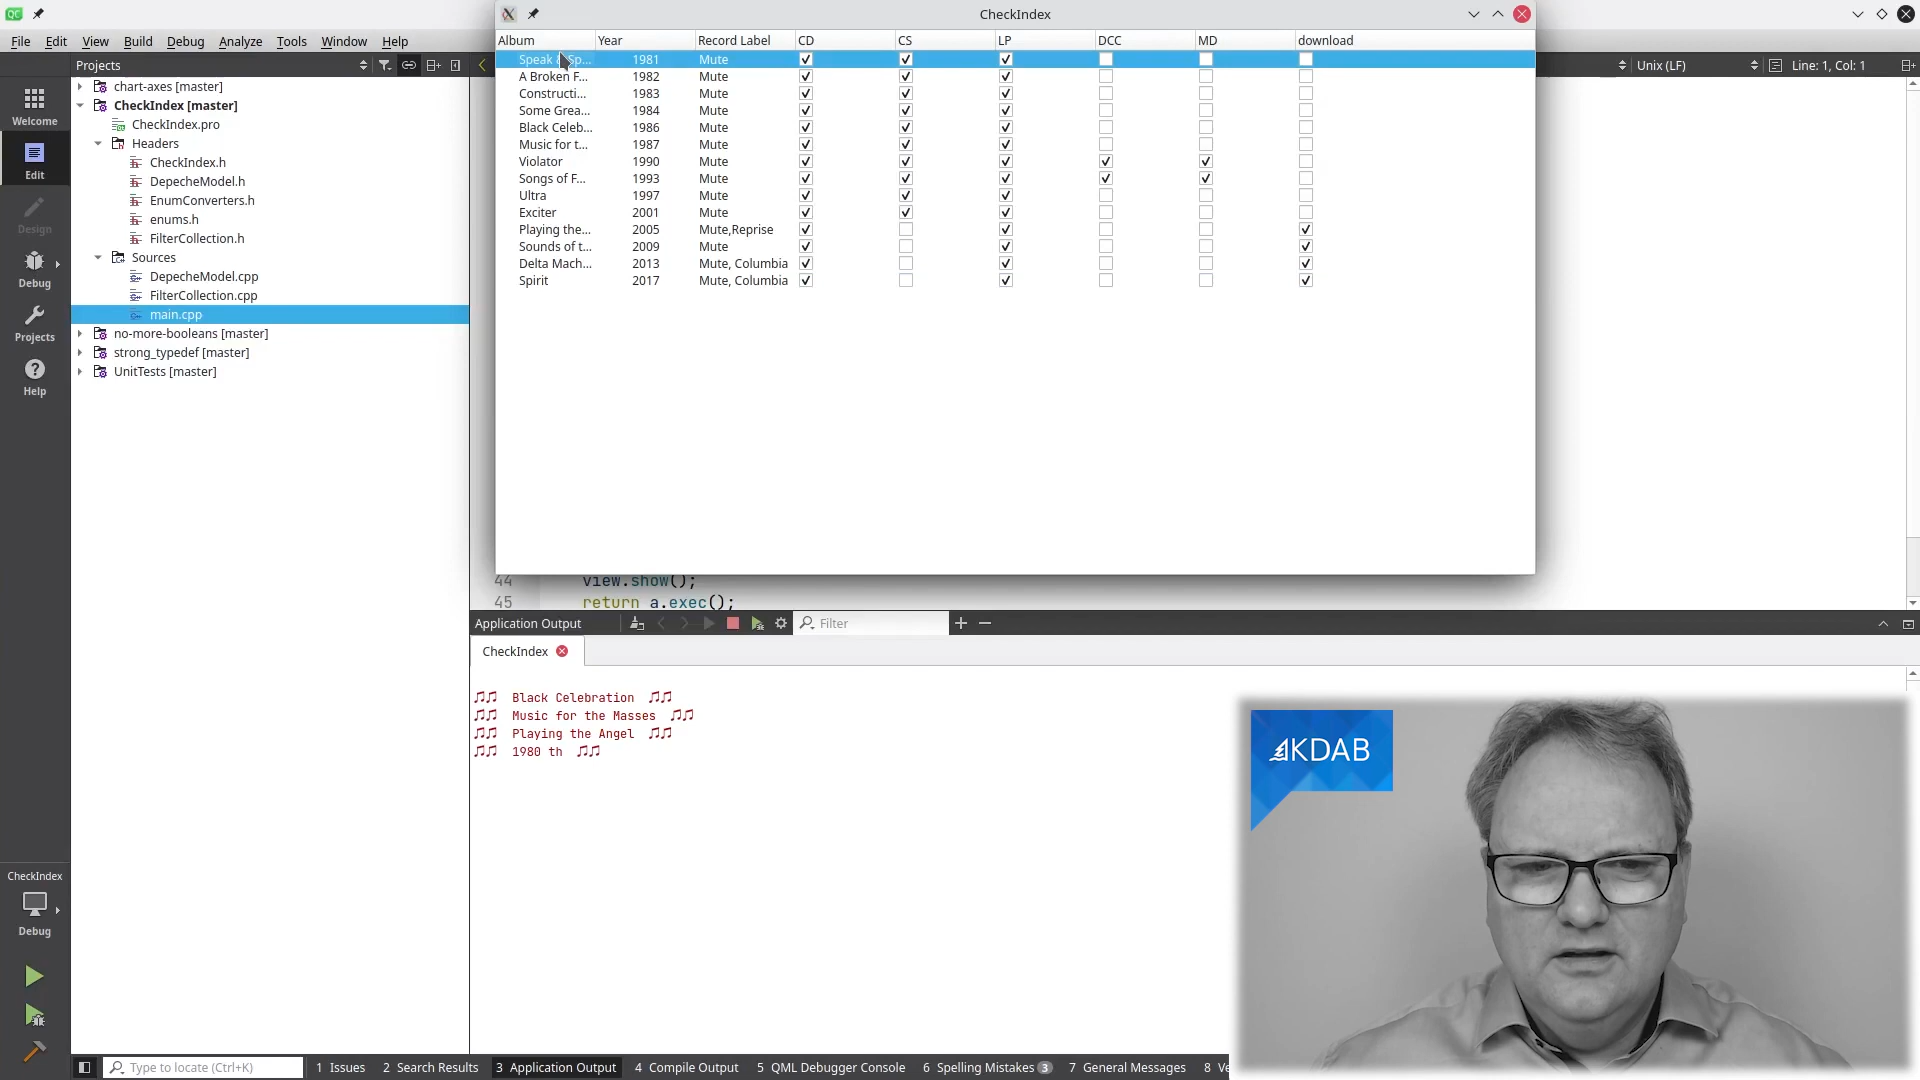 QC
CheckIndex
File Edit View Build Debug Analyze Tools Window Help
Projects
Unix (LF)
Line: 1, Col: 1
Welcome
Edit
Design
Debug
Projects
Help
chart-axes [master]
CheckIndex [master]
CheckIndex.pro
Headers
CheckIndex.h
DepecheModel.h
EnumConverters.h
enums.h
FilterCollection.h
Sources
DepecheModel.cpp
FilterCollection.cpp
main.cpp
no-more-booleans [master]
strong_typedef [master]
UnitTests [master]
Album Year Record Label CD CS LP DCC MD download
Speak & Sp... 1981 Mute
A Broken F... 1982 Mute
Constructi... 1983 Mute
Some Grea... 1984 Mute
Black Celeb... 1986 Mute
Music for t... 1987 Mute
Violator 1990 Mute
Songs of F... 1993 Mute
Ultra 1997 Mute
Exciter 2001 Mute
Playing the... 2005 Mute,Reprise
Sounds of t... 2009 Mute
Delta Mach... 2013 Mute, Columbia
Spirit 2017 Mute, Columbia
44 view.show();
45 return a.exec();
Application Output
Filter
CheckIndex
♫♫ Black Celebration ♫♫
♫♫ Music for the Masses ♫♫
♫♫ Playing the Angel ♫♫
♫♫ 1980 th ♫♫
KDAB
CheckIndex
Debug
Type to locate (Ctrl+K)
1 Issues 2 Search Results 3 Application Output 4 Compile Output 5 QML Debugger Console 6 Spelling Mistakes 3 7 General Messages 8 Ve